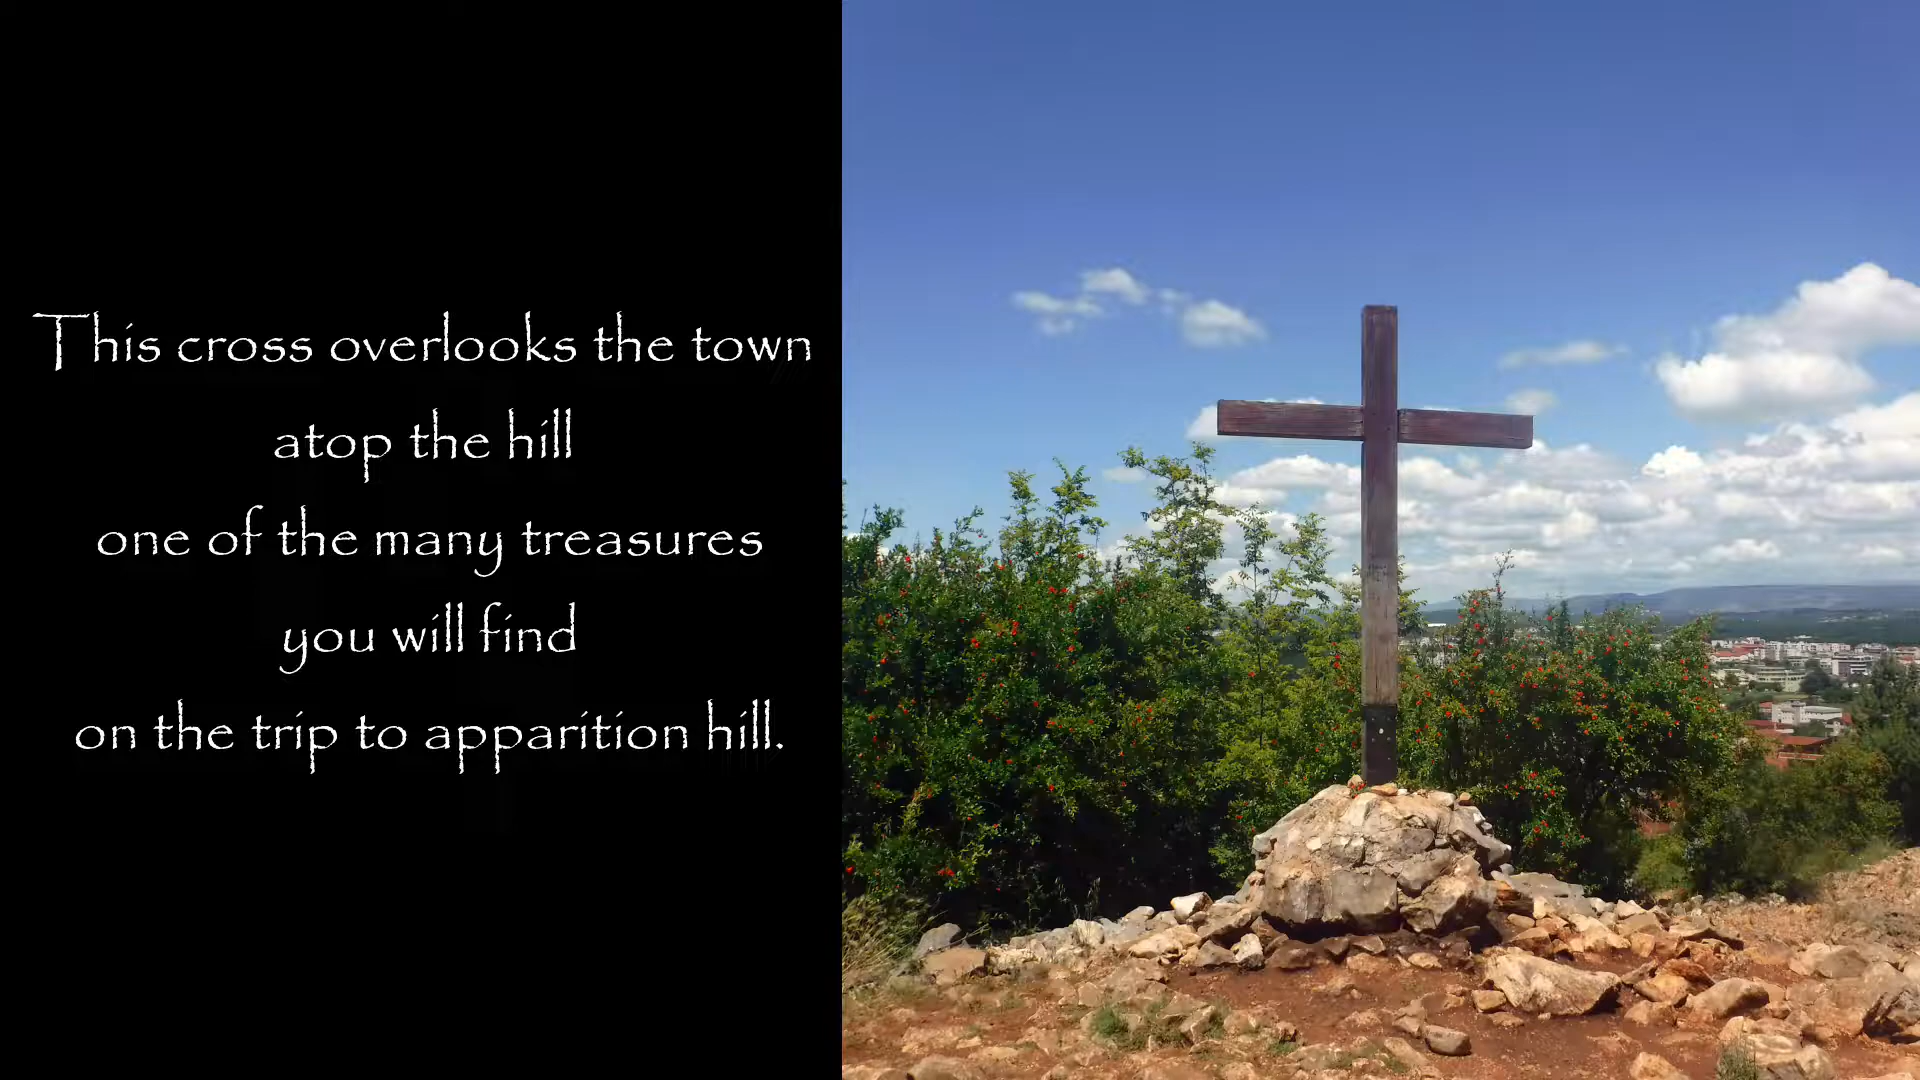 This cross overlooks the town
atop the hill
one of the many treasures
you will find
on the trip to apparition hill.